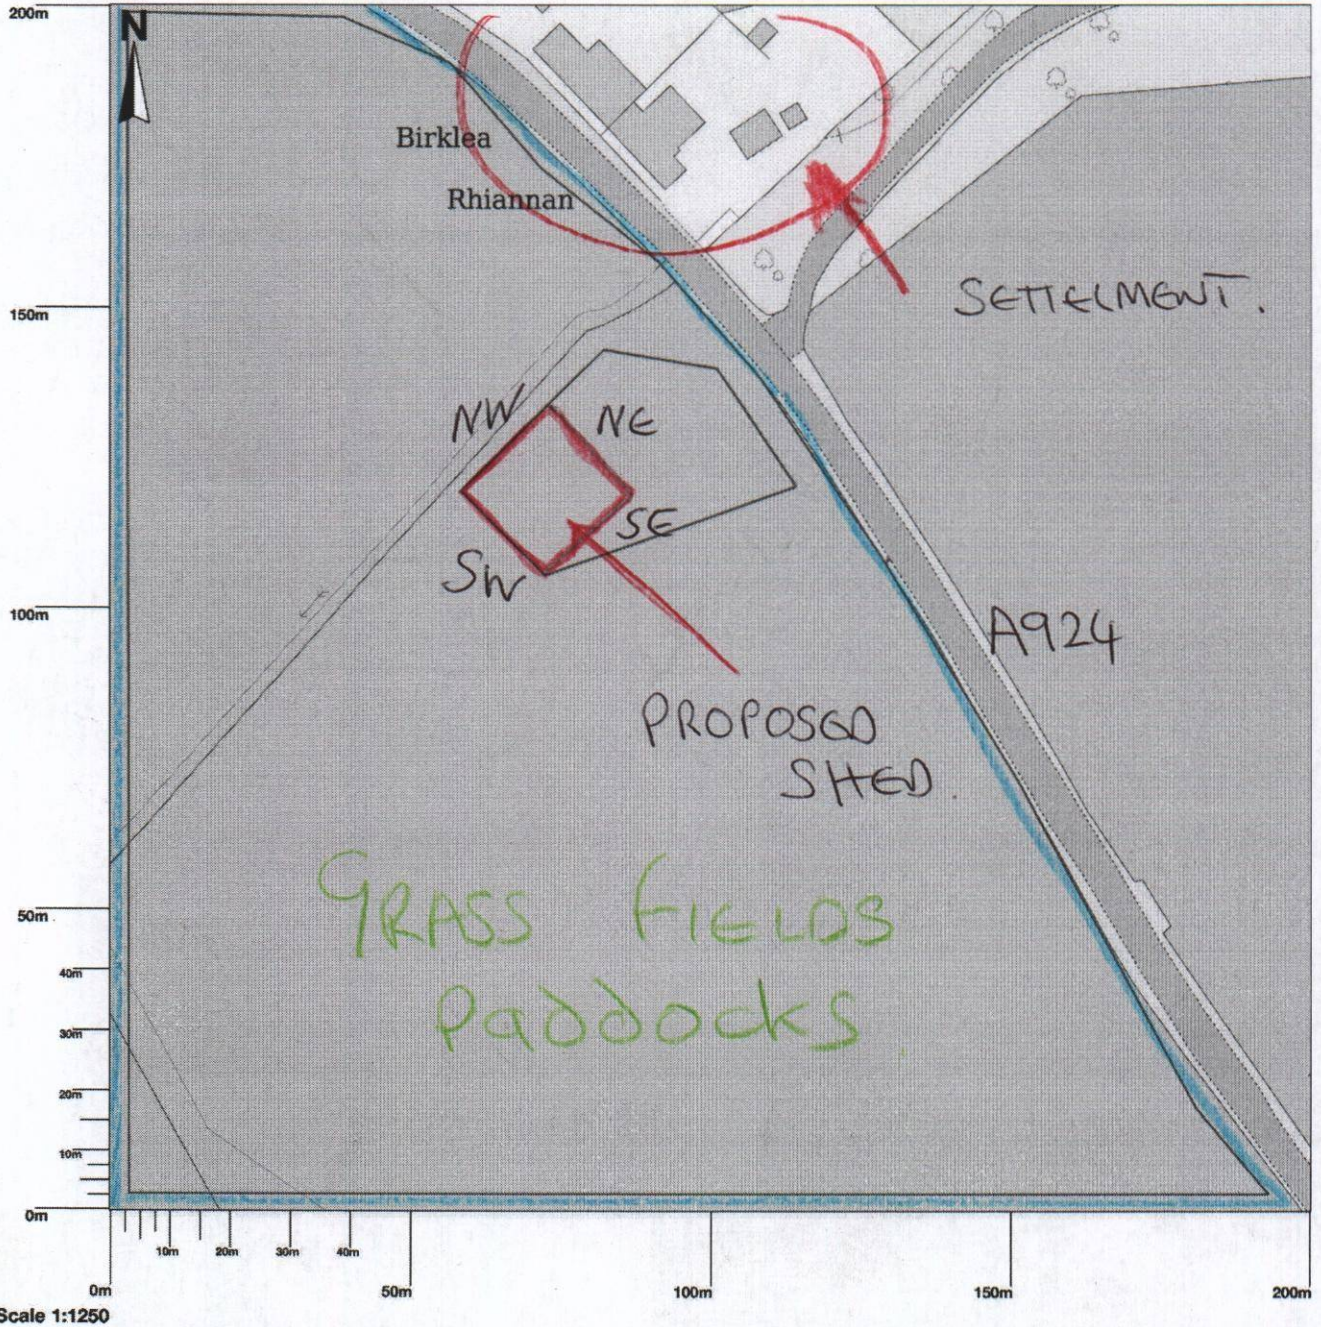 200m
N
Birklea
Rhiannan
SETTELMENT.
150m
NW
NE
SE
SW
100m
A924
PROPOSED
SHED.
GRASS FIELDS
Paddocks.
50m
40m
30m
20m
10m
0m
10m 20m 30m 40m
0m 50m 100m 150m 200m
Scale 1:1250